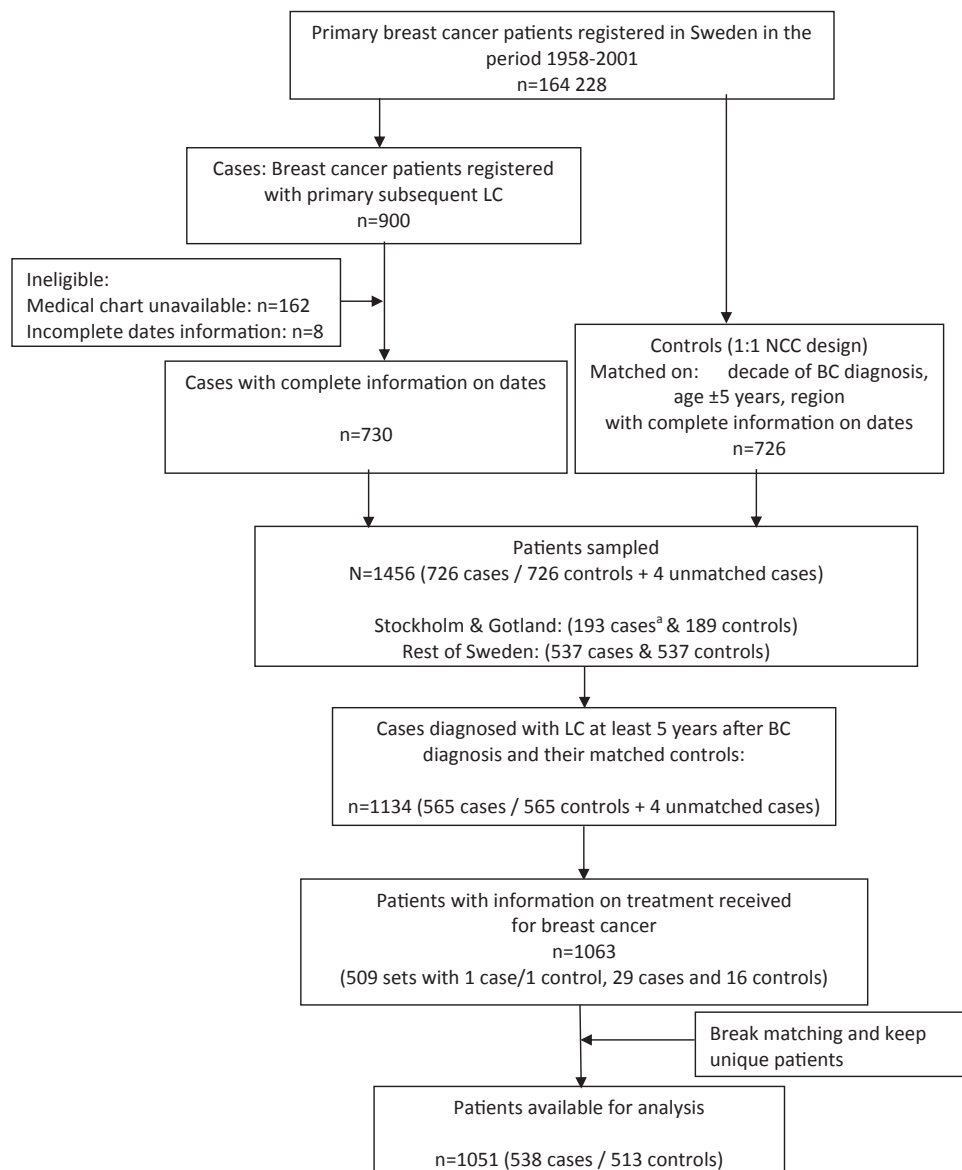 Primary breast cancer patients registered in Sweden in the
period 1958-2001
n=164 228
Cases: Breast cancer patients registered
with primary subsequent LC
n=900
Ineligible:
Medical chart unavailable: n=162
Incomplete dates information: n=8
Controls (1:1 NCC design)
Matched on: decade of BC diagnosis,
age ±5 years, region
with complete information on dates
n=726
Cases with complete information on dates
n=730
Patients sampled
N=1456 (726 cases / 726 controls + 4 unmatched cases)
Stockholm & Gotland: (193 casesᵃ & 189 controls)
Rest of Sweden: (537 cases & 537 controls)
Cases diagnosed with LC at least 5 years after BC
diagnosis and their matched controls:
n=1134 (565 cases / 565 controls + 4 unmatched cases)
Patients with information on treatment received
for breast cancer
n=1063
(509 sets with 1 case/1 control, 29 cases and 16 controls)
Break matching and keep
unique patients
Patients available for analysis
n=1051 (538 cases / 513 controls)